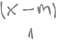 (x - m)
1